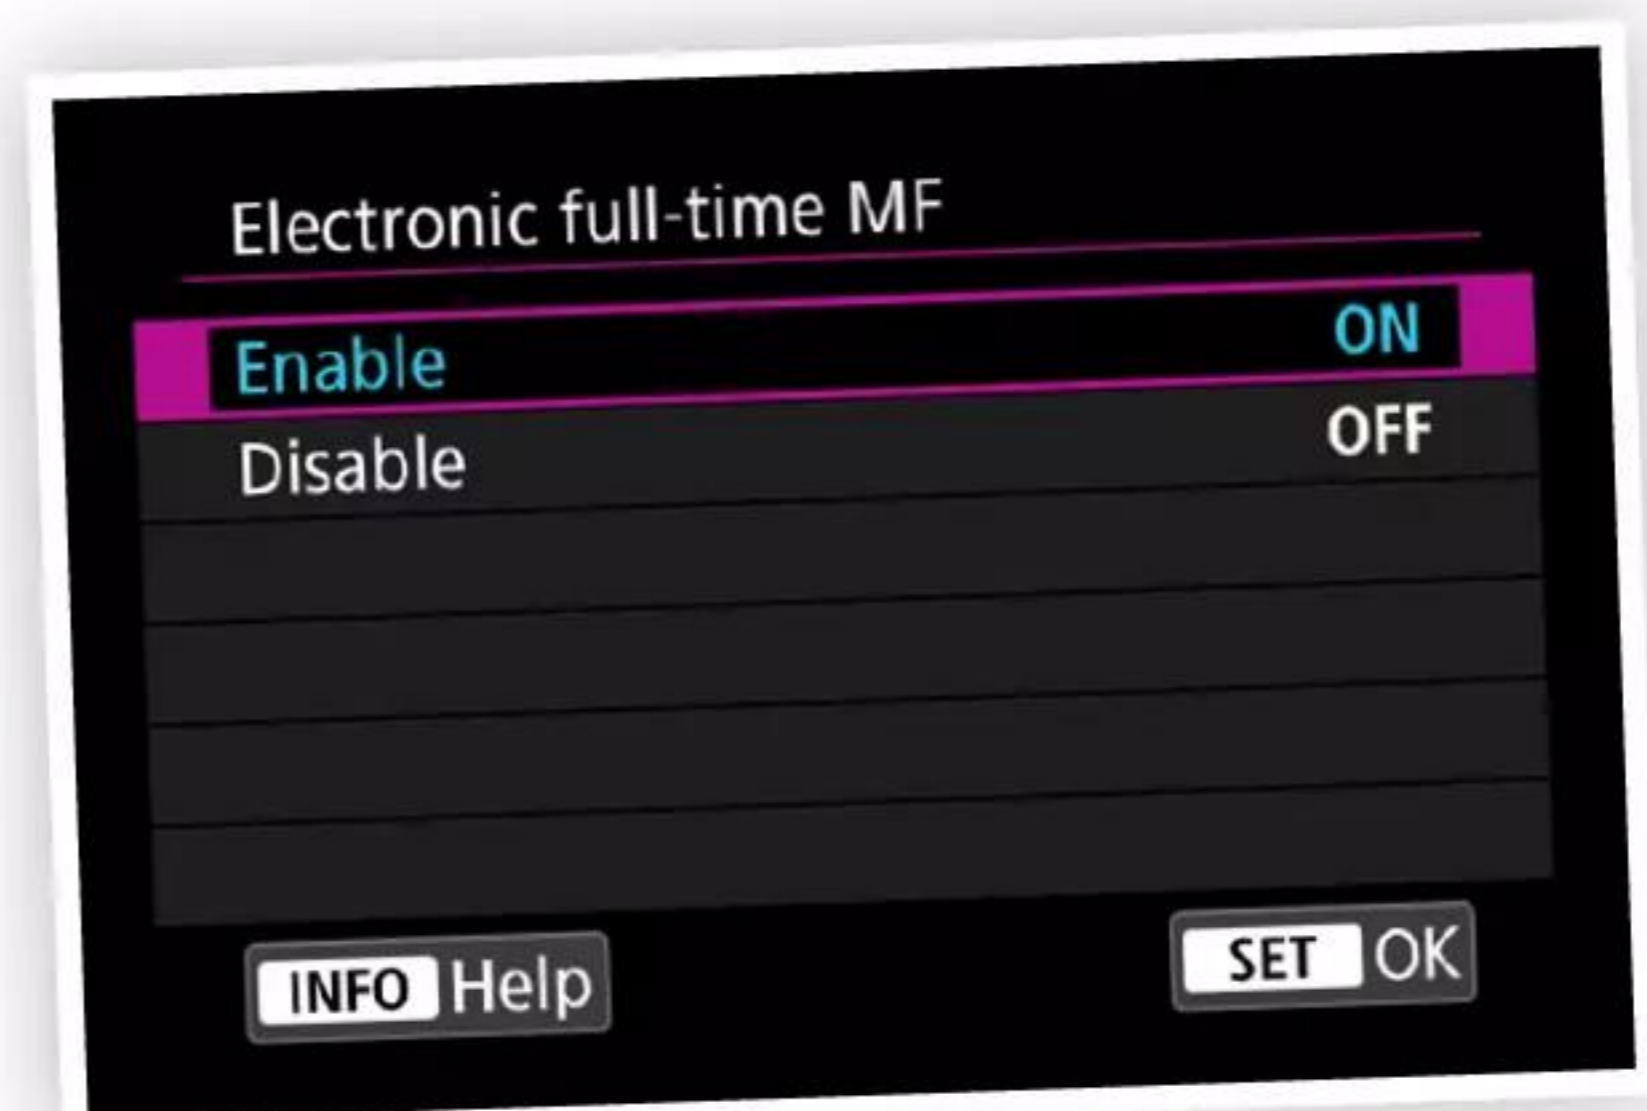 Electronic full-time MF
Enable ON
Disable OFF
INFO Help
SET OK